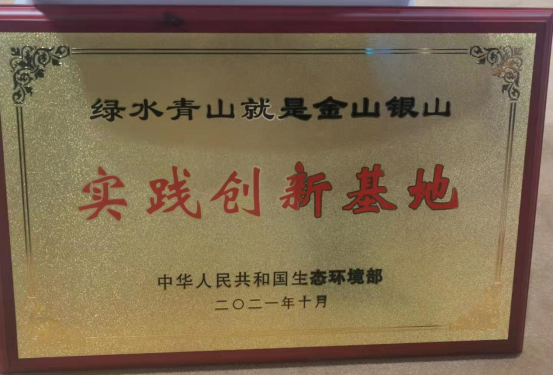 绿水青山就是金山银山
实践创新基地
中华人民共和国生态环境部
二〇二一年十月